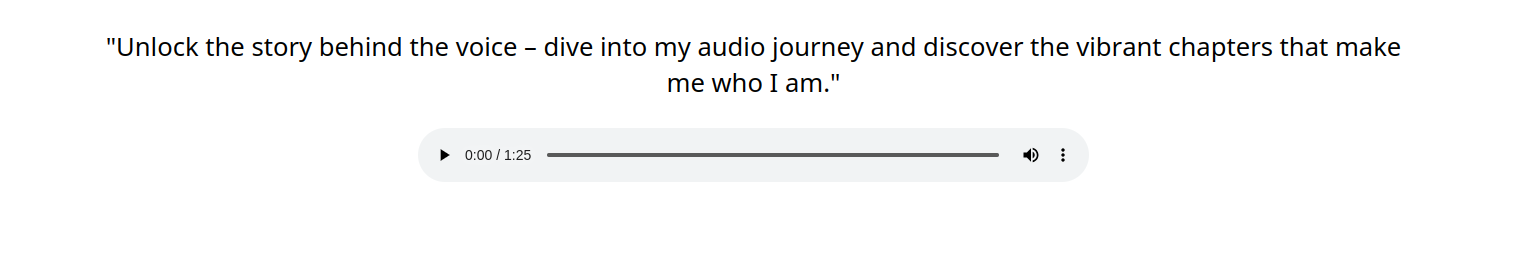 "Unlock the story behind the voice – dive into my audio journey and discover the vibrant chapters that make
me who I am."
0:00 / 1:25